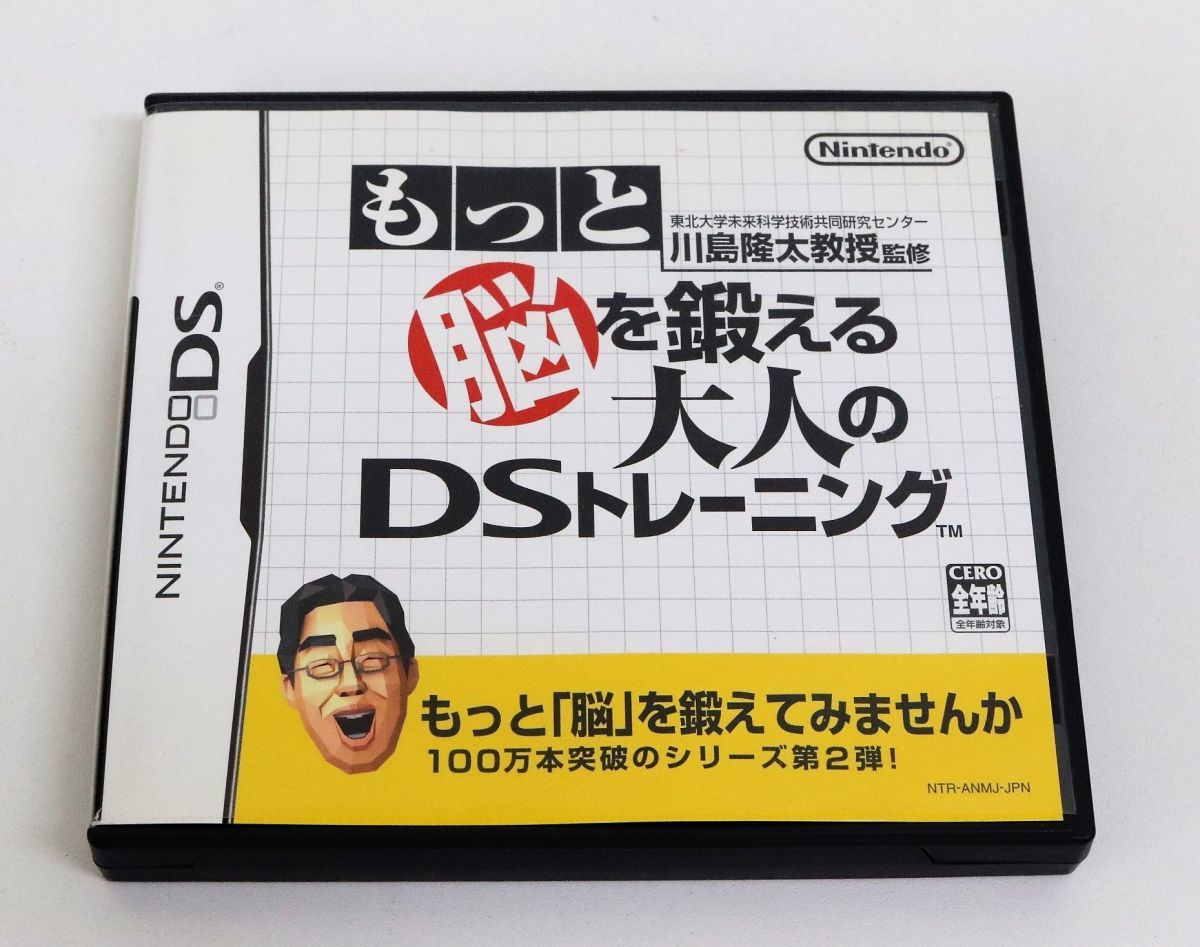 Nintendo
もっと
東北大学未来科学技術共同研究センター
川島隆太教授監修
脳を鍛える
大人の
DSトレーニング™
NINTENDO DS®
CERO
全年齢
全年齢対象
もっと「脳」を鍛えてみませんか
100万本突破のシリーズ第2弾!
NTR-ANMJ-JPN